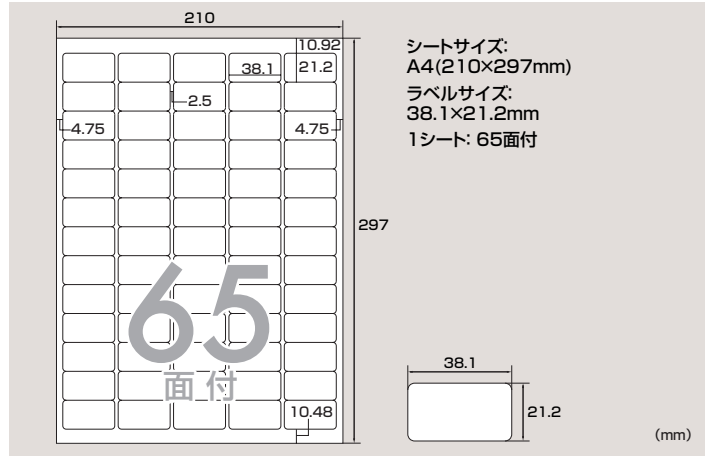 210
10.92
38.1
21.2
2.5
4.75
4.75
297
65
面付
10.48
シートサイズ:
A4(210×297mm)
ラベルサイズ:
38.1×21.2mm
1シート: 65面付
38.1
21.2
(mm)